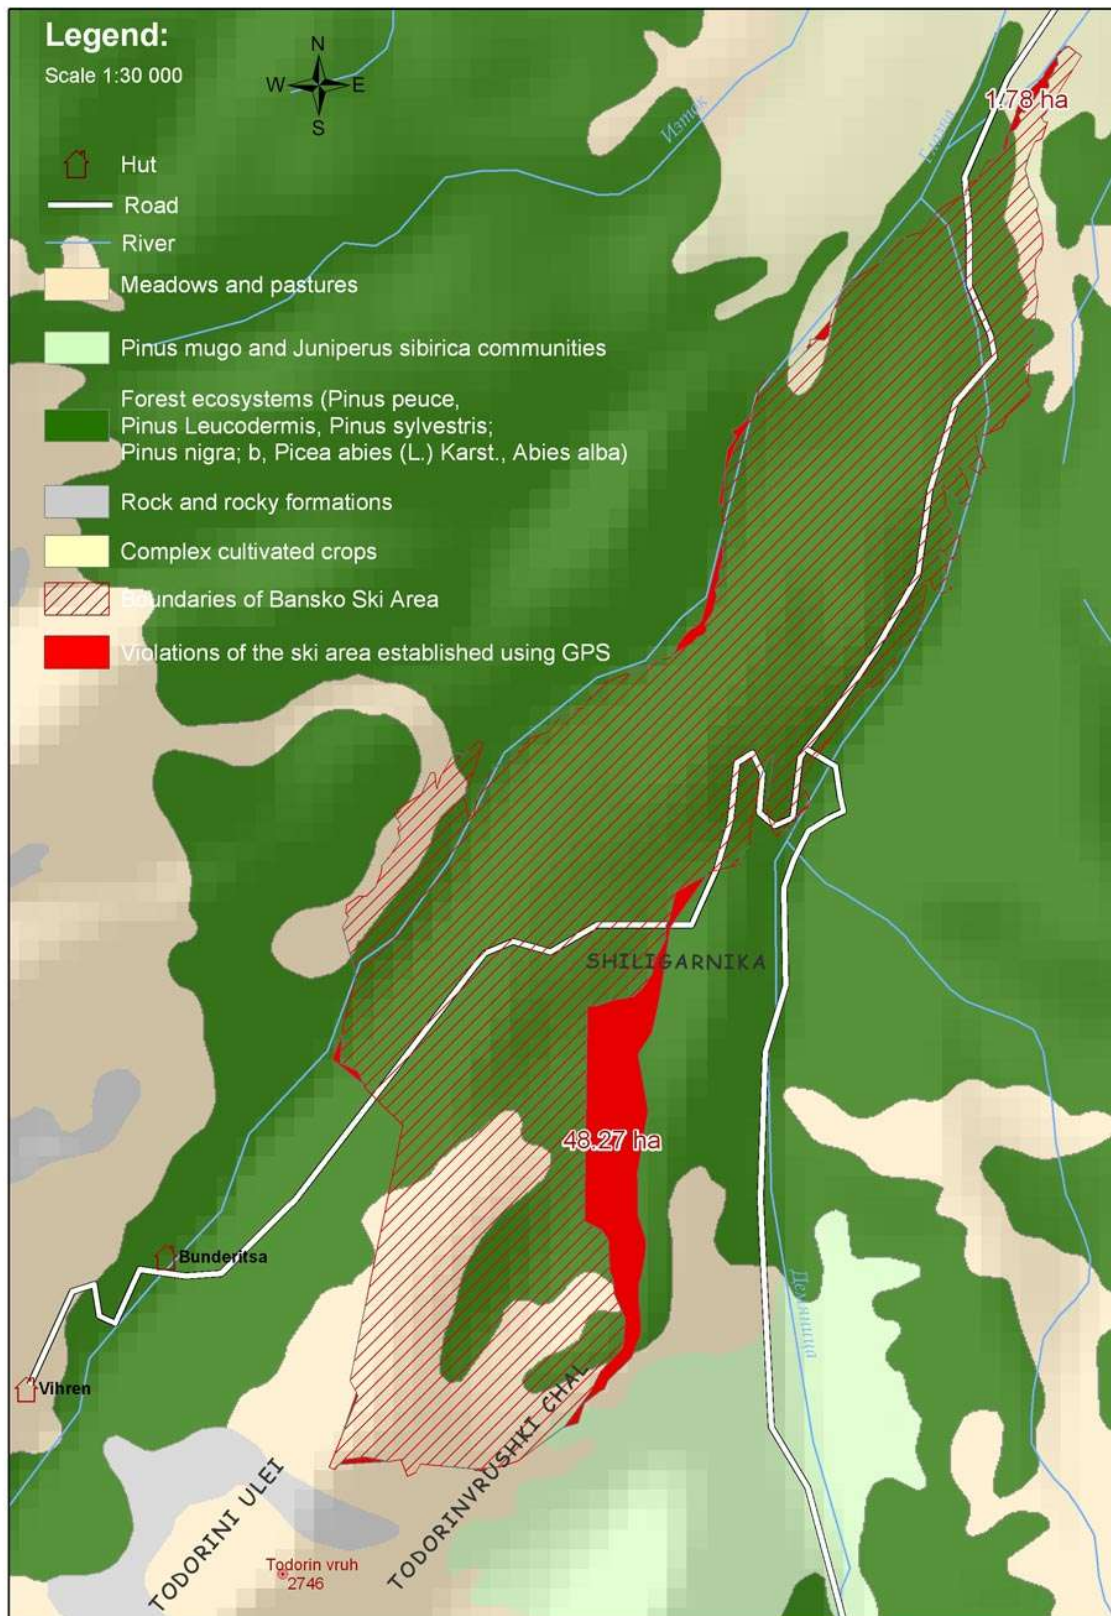 Legend:
Scale 1:30 000
N
W E
S
Hut
Road
River
Meadows and pastures
Pinus mugo and Juniperus sibirica communities
Forest ecosystems (Pinus peuce,
Pinus Leucodermis, Pinus sylvestris;
Pinus nigra; b, Picea abies (L.) Karst., Abies alba)
Rock and rocky formations
Complex cultivated crops
Boundaries of Bansko Ski Area
Violations of the ski area established using GPS
1.78 ha
Изток
SHILIGARNIKA
48.27 ha
Bunderitsa
Vihren
TODORINI ULEI
TODORINVRUSHKI CHAL
Todorin vruh
2746